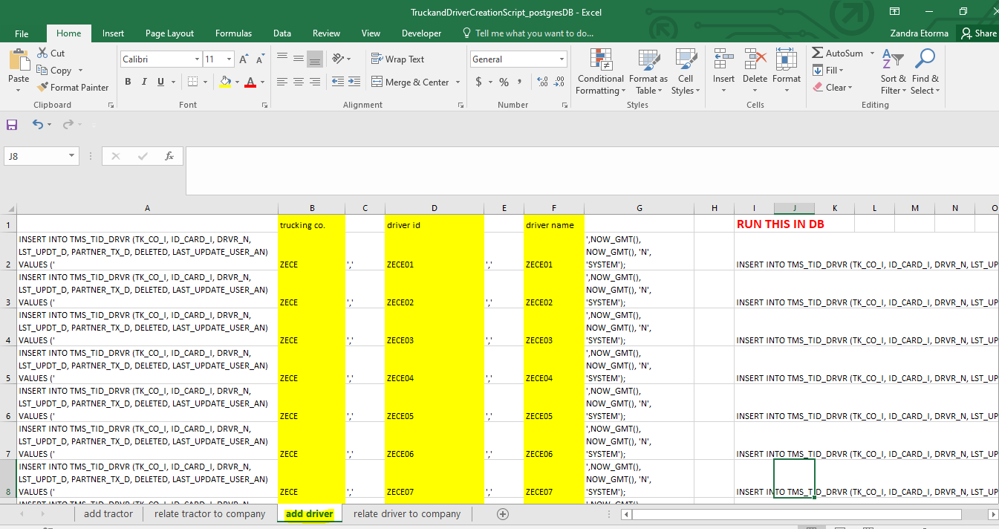 TruckandDriverCreationScript_postgresDB - Excel
File Home Insert Page Layout Formulas Data Review View Developer Tell me what you want to do... Zandra Etorma Share
Paste Cut Copy Format Painter Clipboard
Calibri 11 B I U Font
Wrap Text Merge & Center Alignment
General $ % , .00 .0 Number
Conditional Formatting Format as Table Cell Styles Styles
Insert Delete Format Cells
AutoSum Fill Clear Sort & Filter Find & Select Editing
J8 fx
A B C D E F G H I J K L M N O
1 trucking co. driver id driver name RUN THIS IN DB
INSERT INTO TMS_TID_DRVR (TK_CO_I, ID_CARD_I, DRVR_N, ',NOW_GMT(),
LST_UPDT_D, PARTNER_TX_D, DELETED, LAST_UPDATE_USER_AN) NOW_GMT(), 'N',
2 VALUES (' ZECE ',' ZECE01 ',' ZECE01 'SYSTEM'); INSERT INTO TMS_TID_DRVR (TK_CO_I, ID_CARD_I, DRVR_N, LST_UP
INSERT INTO TMS_TID_DRVR (TK_CO_I, ID_CARD_I, DRVR_N, ',NOW_GMT(),
LST_UPDT_D, PARTNER_TX_D, DELETED, LAST_UPDATE_USER_AN) NOW_GMT(), 'N',
3 VALUES (' ZECE ',' ZECE02 ',' ZECE02 'SYSTEM'); INSERT INTO TMS_TID_DRVR (TK_CO_I, ID_CARD_I, DRVR_N, LST_UP
INSERT INTO TMS_TID_DRVR (TK_CO_I, ID_CARD_I, DRVR_N, ',NOW_GMT(),
LST_UPDT_D, PARTNER_TX_D, DELETED, LAST_UPDATE_USER_AN) NOW_GMT(), 'N',
4 VALUES (' ZECE ',' ZECE03 ',' ZECE03 'SYSTEM'); INSERT INTO TMS_TID_DRVR (TK_CO_I, ID_CARD_I, DRVR_N, LST_UP
INSERT INTO TMS_TID_DRVR (TK_CO_I, ID_CARD_I, DRVR_N, ',NOW_GMT(),
LST_UPDT_D, PARTNER_TX_D, DELETED, LAST_UPDATE_USER_AN) NOW_GMT(), 'N',
5 VALUES (' ZECE ',' ZECE04 ',' ZECE04 'SYSTEM'); INSERT INTO TMS_TID_DRVR (TK_CO_I, ID_CARD_I, DRVR_N, LST_UP
INSERT INTO TMS_TID_DRVR (TK_CO_I, ID_CARD_I, DRVR_N, ',NOW_GMT(),
LST_UPDT_D, PARTNER_TX_D, DELETED, LAST_UPDATE_USER_AN) NOW_GMT(), 'N',
6 VALUES (' ZECE ',' ZECE05 ',' ZECE05 'SYSTEM'); INSERT INTO TMS_TID_DRVR (TK_CO_I, ID_CARD_I, DRVR_N, LST_UP
INSERT INTO TMS_TID_DRVR (TK_CO_I, ID_CARD_I, DRVR_N, ',NOW_GMT(),
LST_UPDT_D, PARTNER_TX_D, DELETED, LAST_UPDATE_USER_AN) NOW_GMT(), 'N',
7 VALUES (' ZECE ',' ZECE06 ',' ZECE06 'SYSTEM'); INSERT INTO TMS_TID_DRVR (TK_CO_I, ID_CARD_I, DRVR_N, LST_UP
INSERT INTO TMS_TID_DRVR (TK_CO_I, ID_CARD_I, DRVR_N, ',NOW_GMT(),
LST_UPDT_D, PARTNER_TX_D, DELETED, LAST_UPDATE_USER_AN) NOW_GMT(), 'N',
8 VALUES (' ZECE ',' ZECE07 ',' ZECE07 'SYSTEM'); INSERT INTO TMS_TID_DRVR (TK_CO_I, ID_CARD_I, DRVR_N, LST_UP
add tractor relate tractor to company add driver relate driver to company